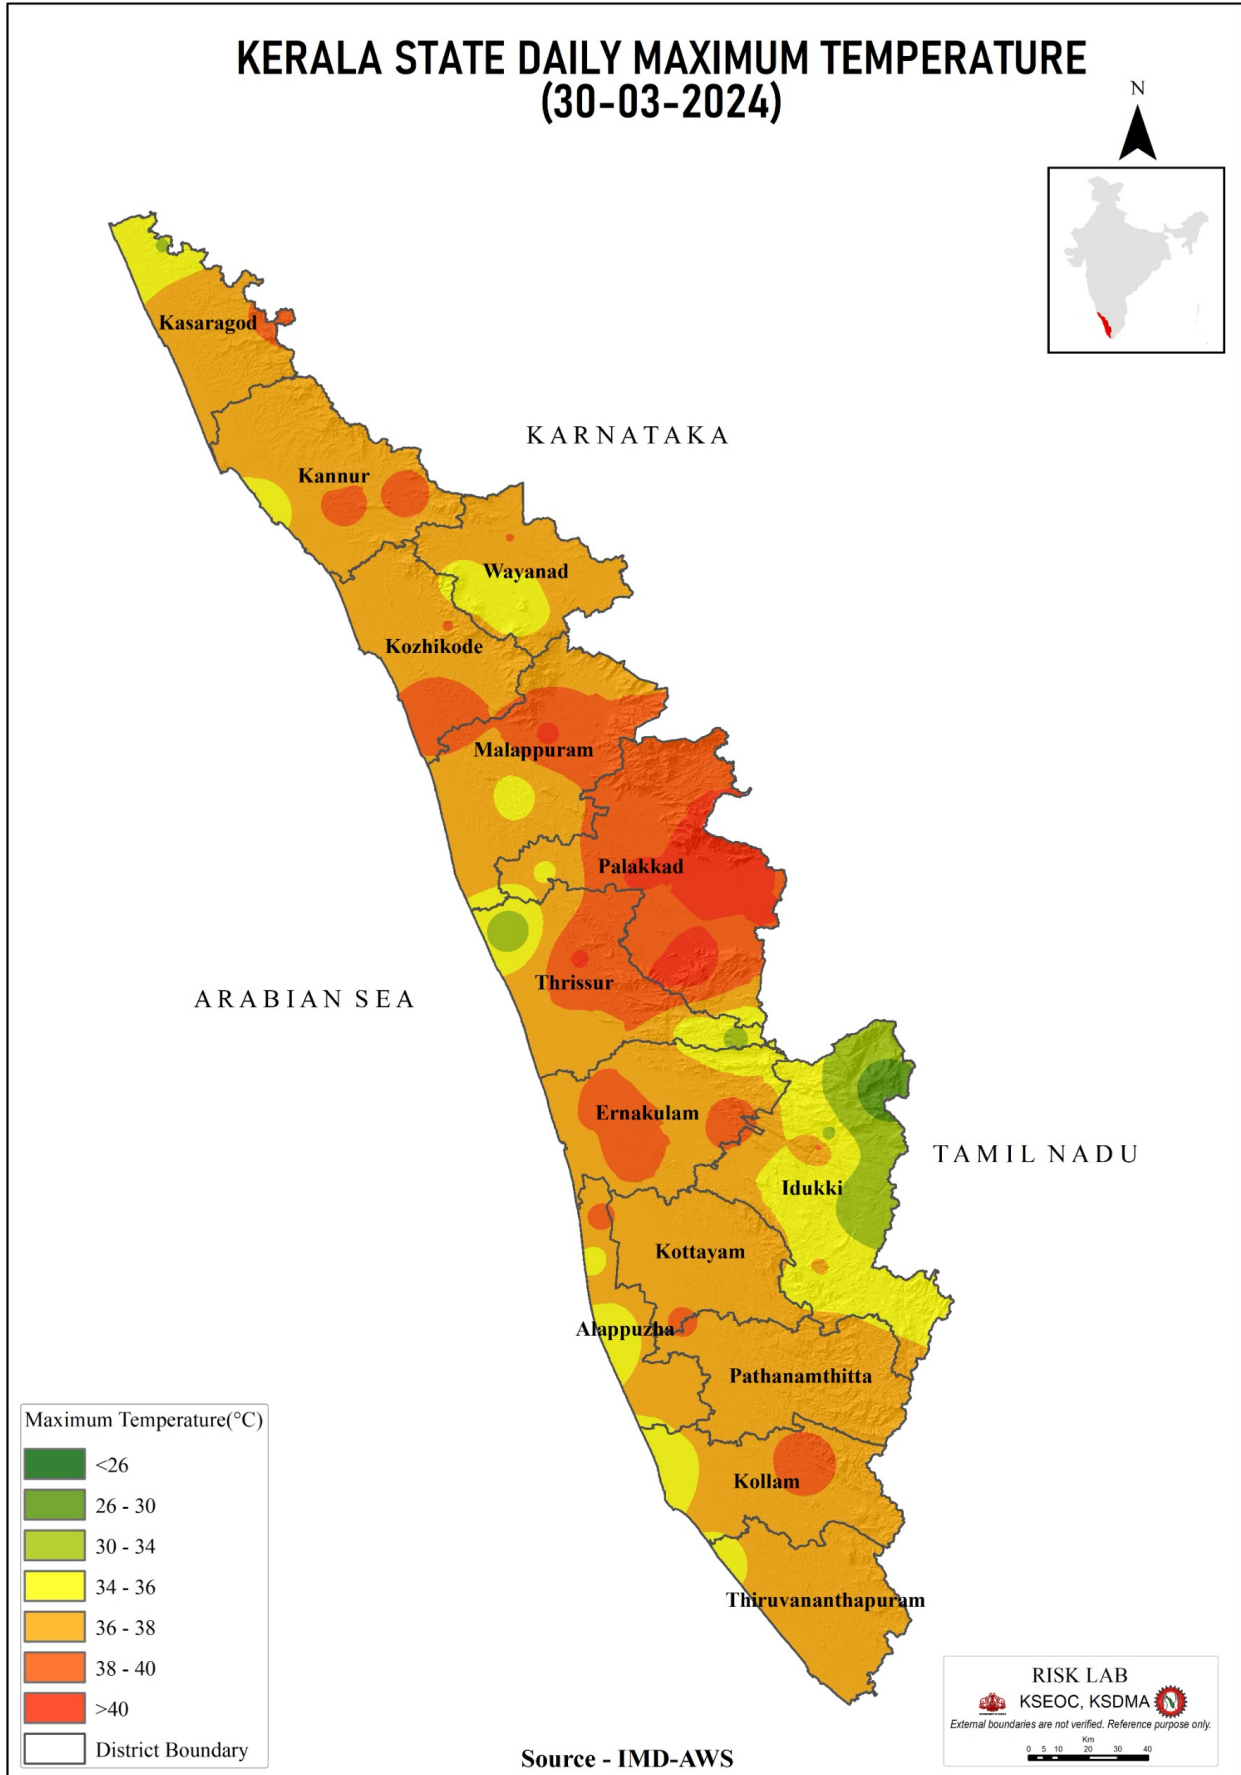 KERALA STATE DAILY MAXIMUM TEMPERATURE
(30-03-2024)
N
Kasaragod
KARNATAKA
Kannur
Wayanad
Kozhikode
Malappuram
Palakkad
Thrissur
ARABIAN SEA
Ernakulam
TAMIL NADU
Idukki
Kottayam
Alappuzha
Pathanamthitta
Kollam
Thiruvananthapuram
Maximum Temperature(°C)
<26
26 - 30
30 - 34
34 - 36
36 - 38
38 - 40
>40
District Boundary
Source - IMD-AWS
RISK LAB
KSEOC, KSDMA
External boundaries are not verified. Reference purpose only.
Km
0 5 10 20 30 40